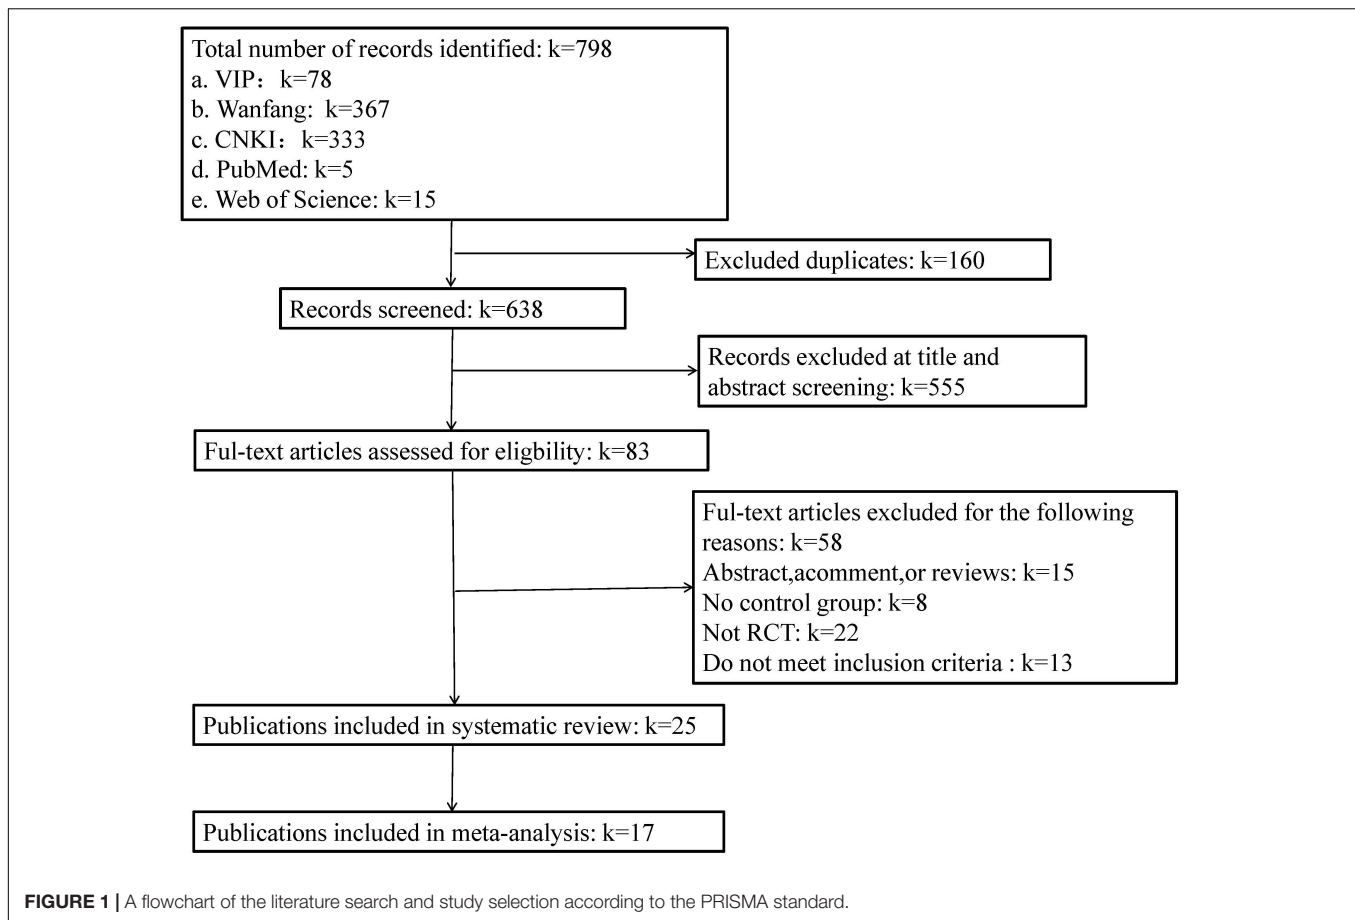 Total number of records identified: k=798
a. VIP：k=78
b. Wanfang: k=367
c. CNKI：k=333
d. PubMed: k=5
e. Web of Science: k=15
Excluded duplicates: k=160
Records screened: k=638
Records excluded at title and
abstract screening: k=555
Ful-text articles assessed for eligbility: k=83
Ful-text articles excluded for the following
reasons: k=58
Abstract,acomment,or reviews: k=15
No control group: k=8
Not RCT: k=22
Do not meet inclusion criteria : k=13
Publications included in systematic review: k=25
Publications included in meta-analysis: k=17
FIGURE 1 | A flowchart of the literature search and study selection according to the PRISMA standard.